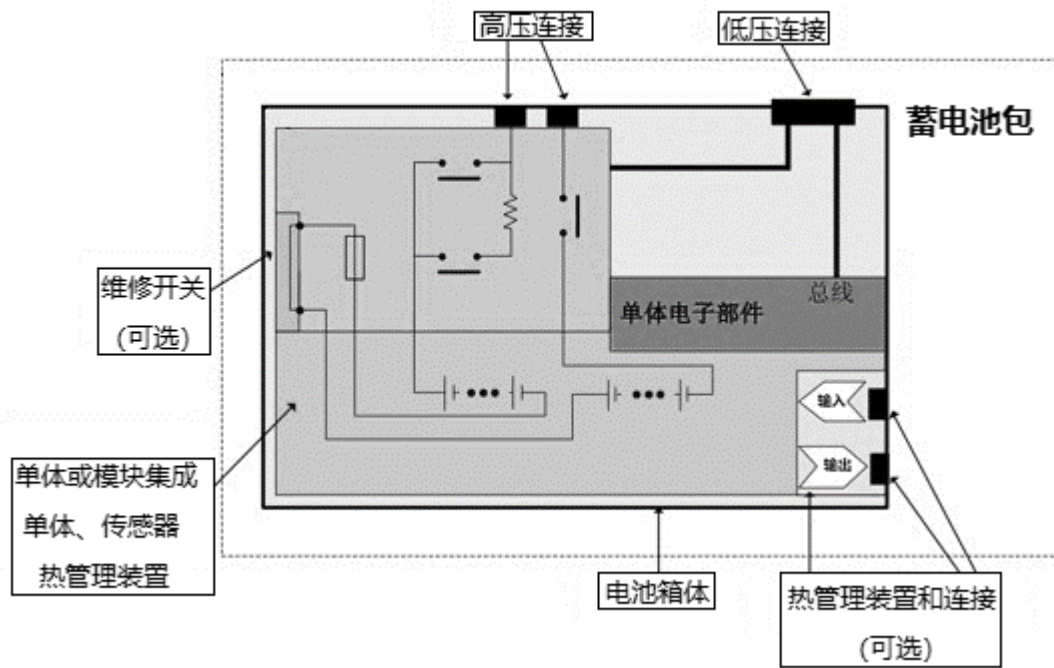 高压连接
低压连接
蓄电池包
总线
单体电子部件
维修开关
(可选)
输入
输出
单体或模块集成
单体、传感器
热管理装置
电池箱体
热管理装置和连接
(可选)